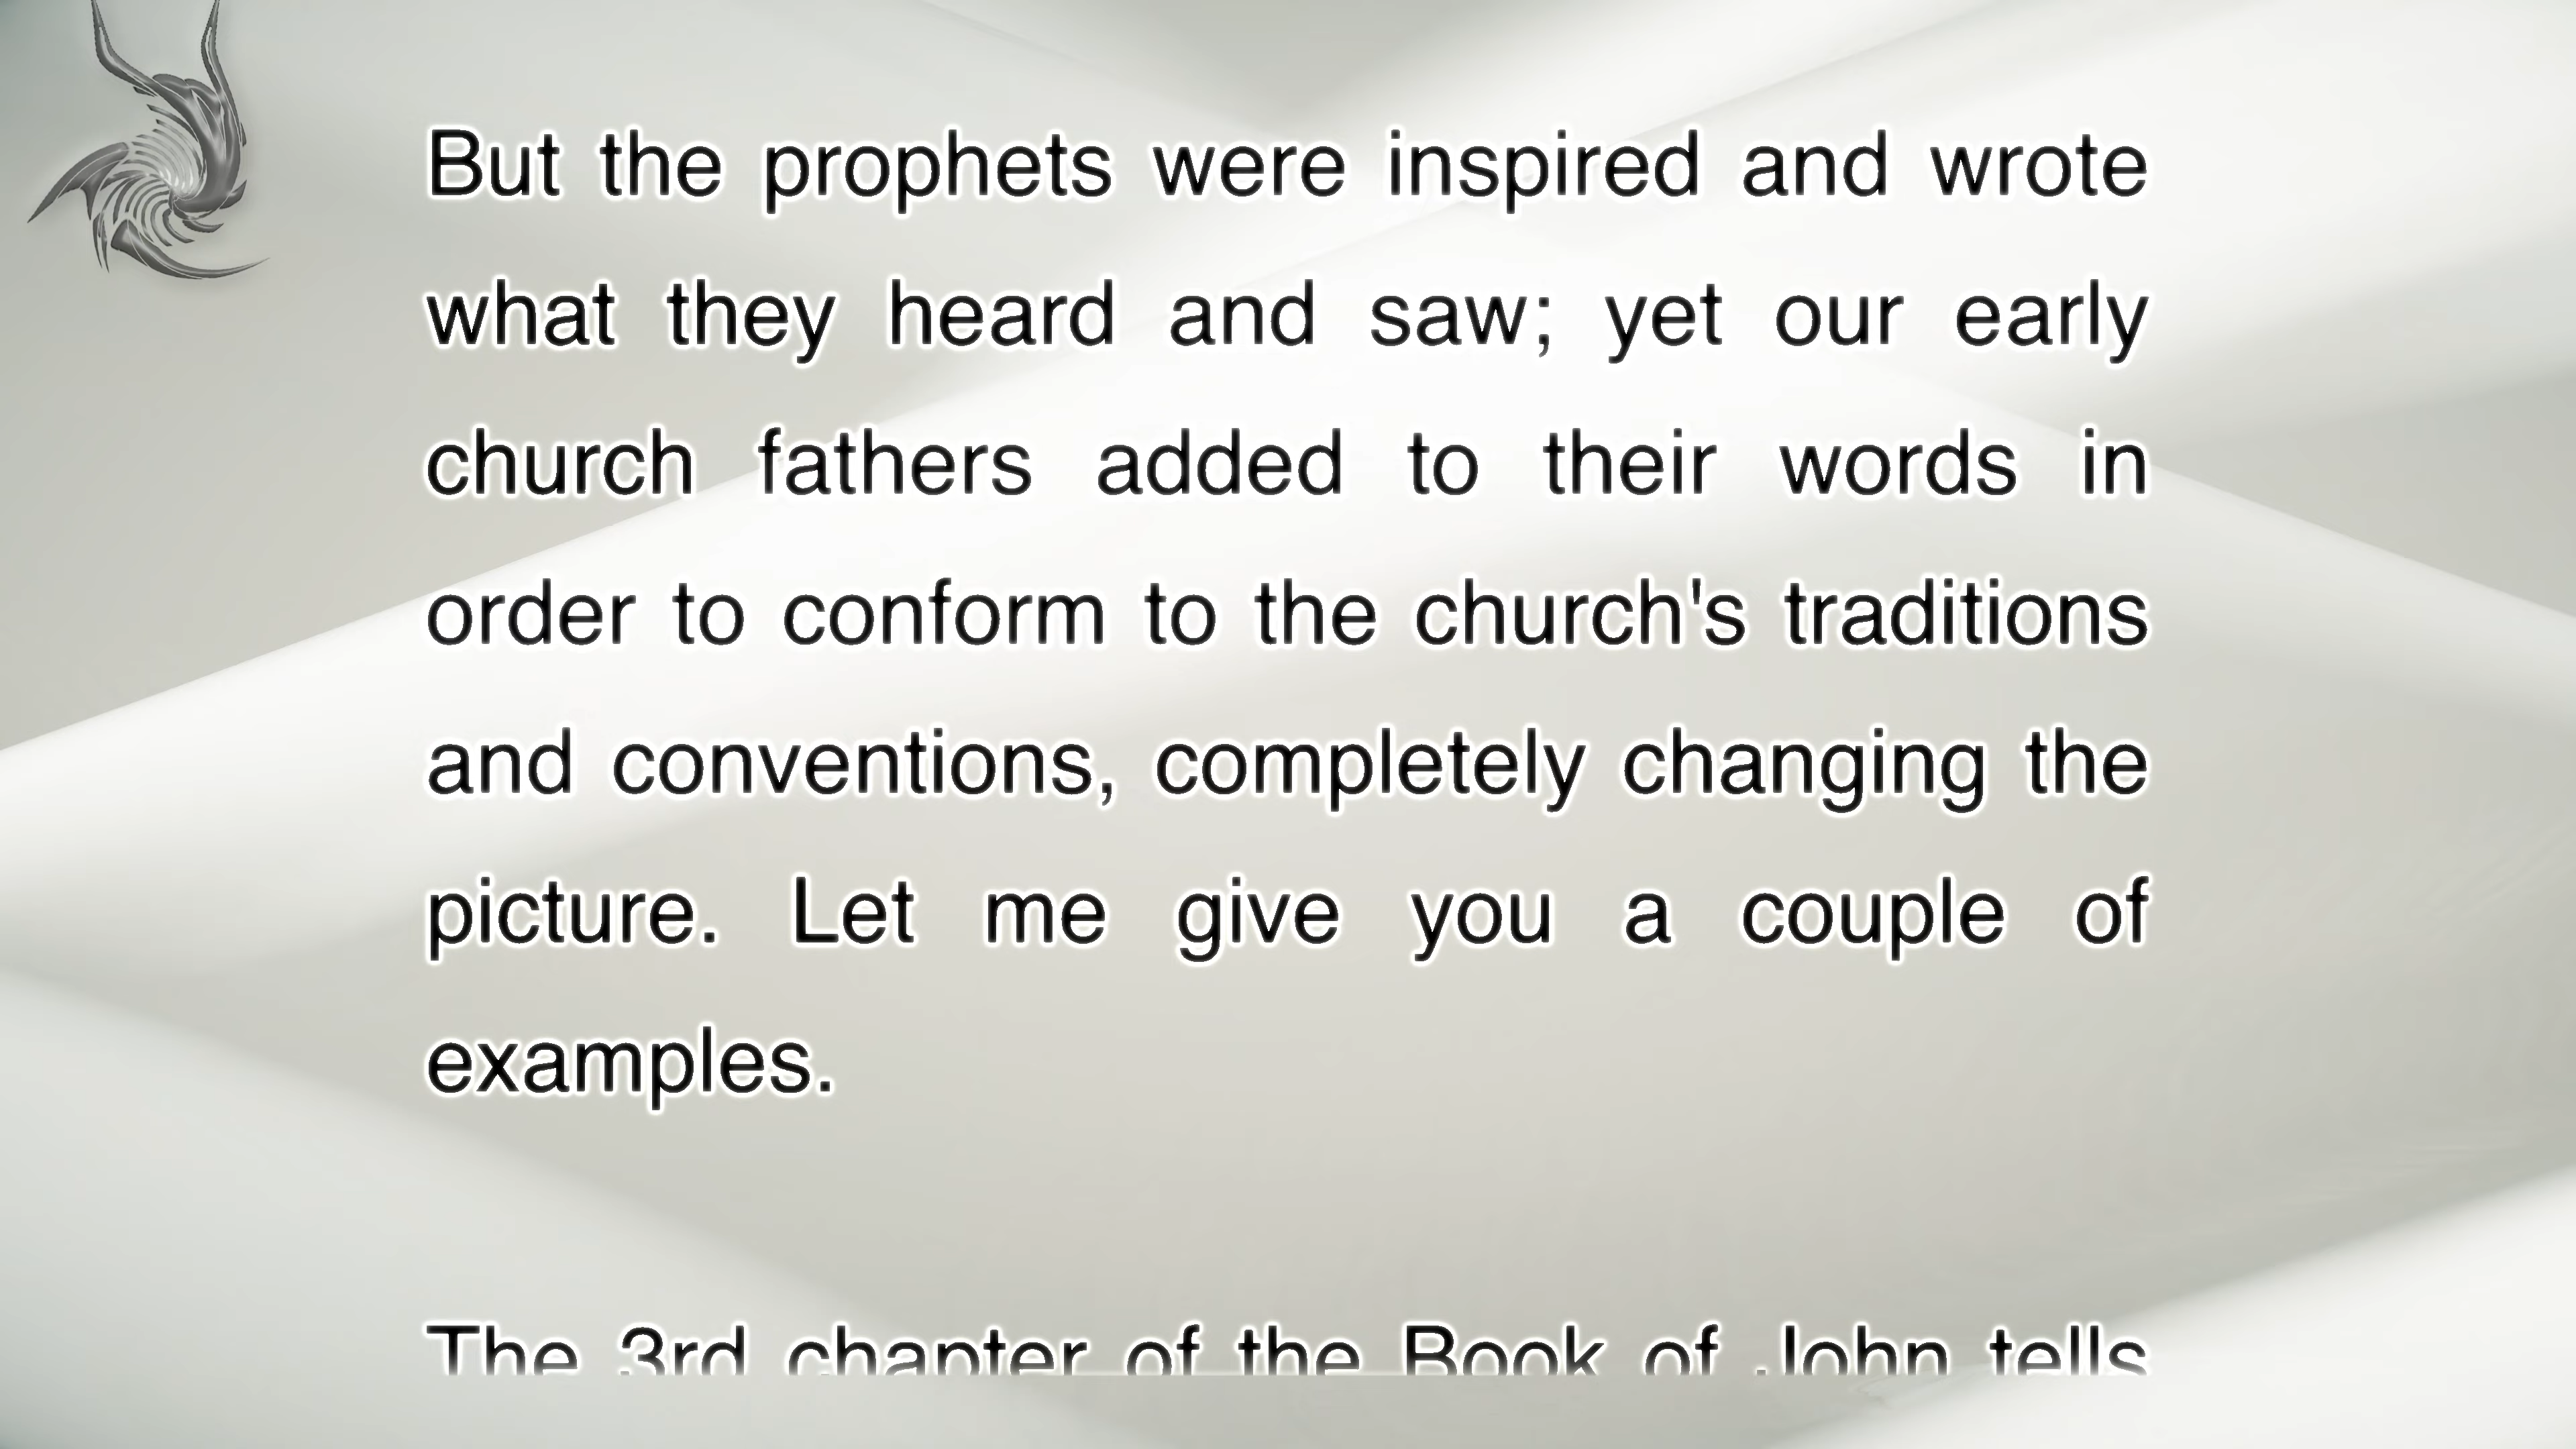 But the prophets were inspired and wrote
what they heard and saw; yet our early
church fathers added to their words in
order to conform to the church's traditions
and conventions, completely changing the
picture. Let me give you a couple of
examples.
The 3rd chapter of the Book of John tells